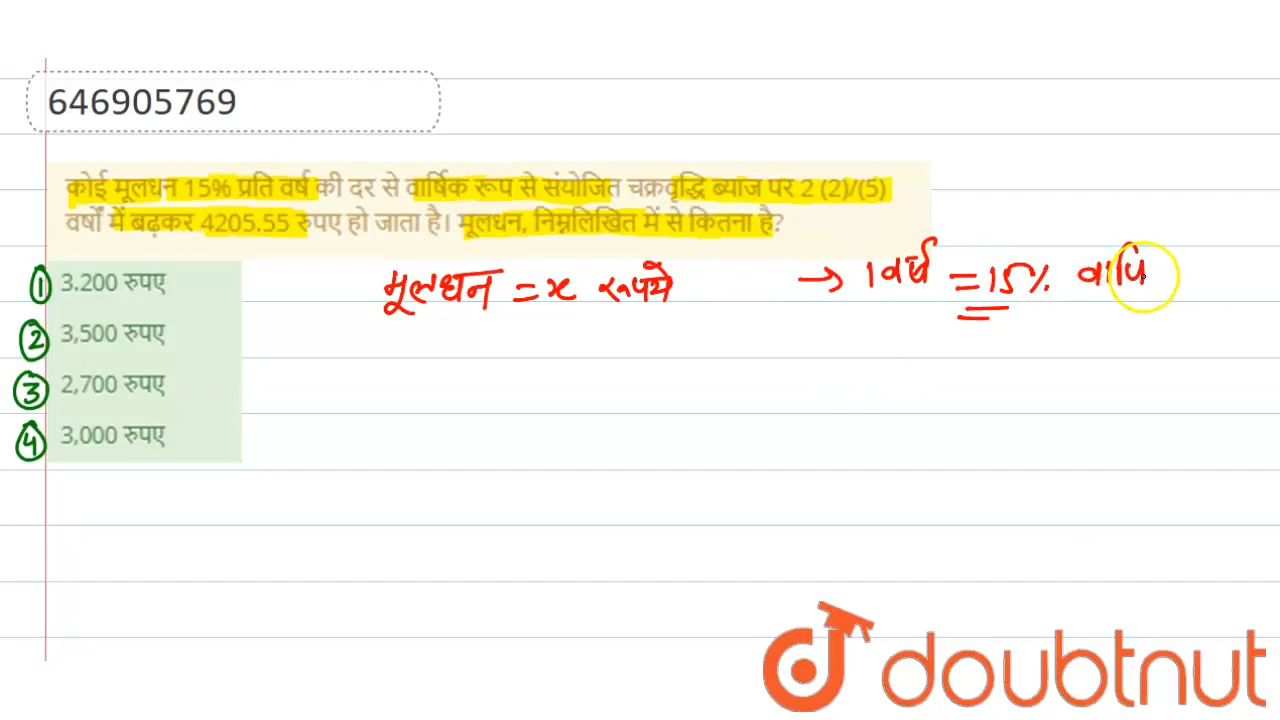 646905769
कोई मूलधन 15% प्रति वर्ष की दर से वार्षिक रूप से संयोजित चक्रवृद्धि ब्याज पर 2 (2)/(5)
वर्षों में बढ़कर 4205.55 रुपए हो जाता है। मूलधन, निम्नलिखित में से कितना है?
मूलधन = x रूपये → 1 वर्ष = 15% वार्षि
1 3.200 रुपए
2 3,500 रुपए
3 2,700 रुपए
4 3,000 रुपए
doubtnut